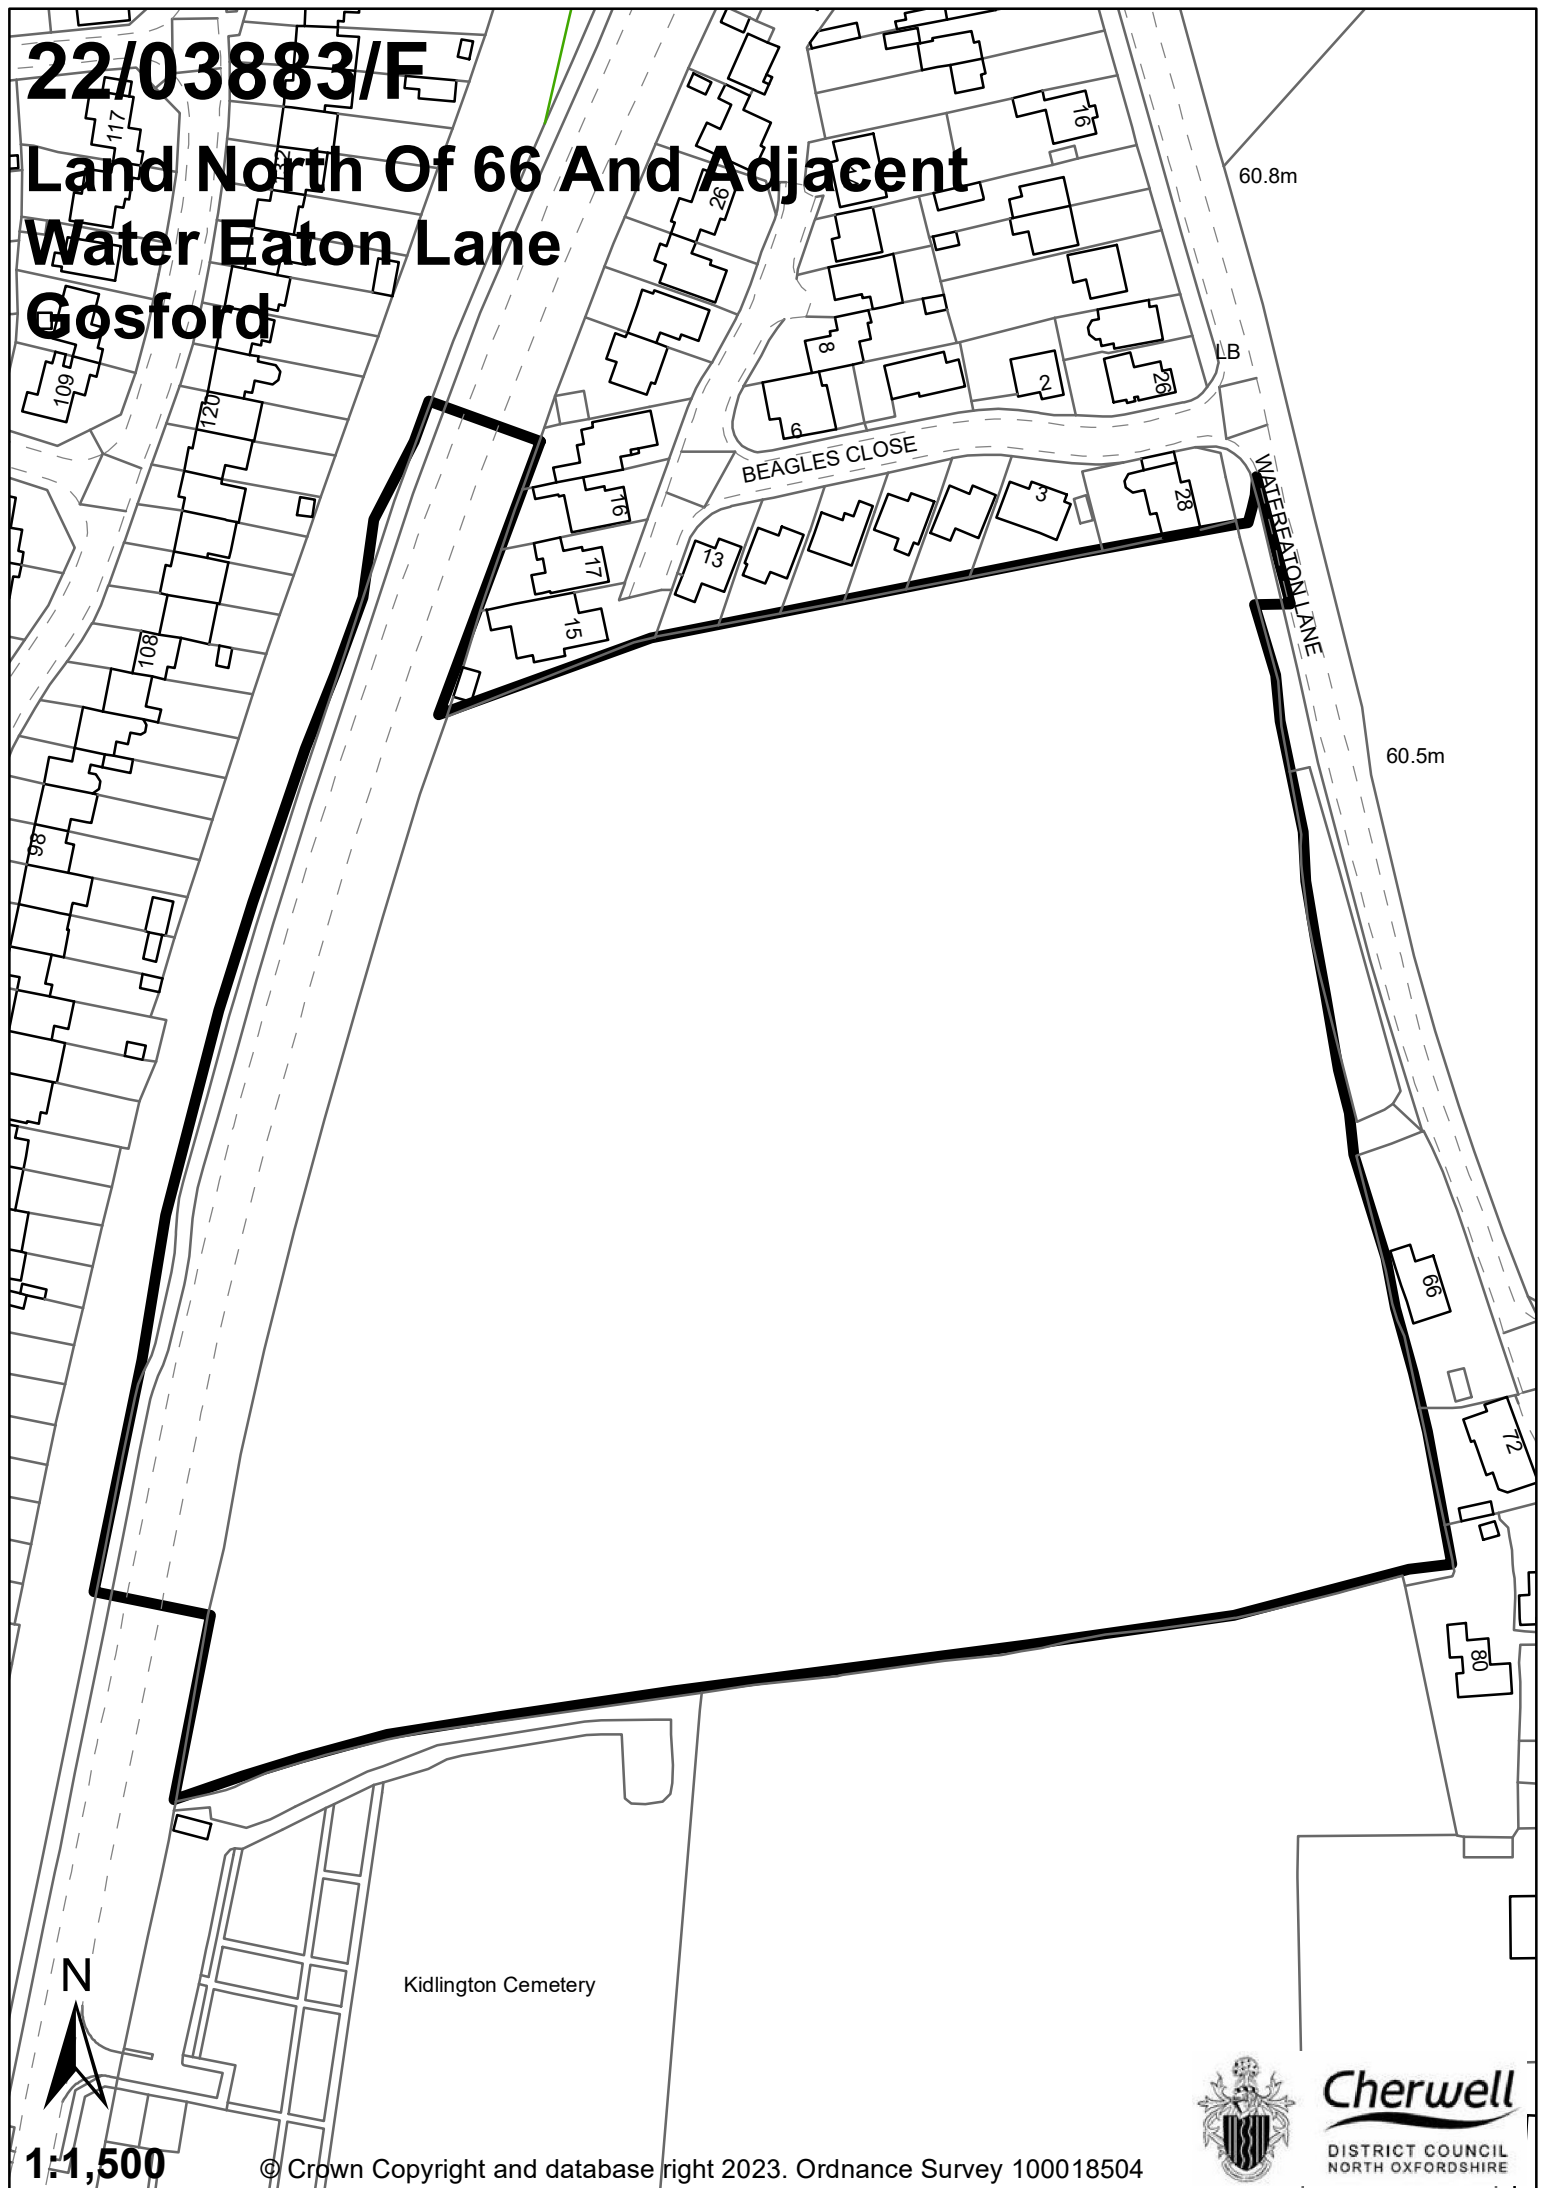 22/03883/F
Land North Of 66 And Adjacent
Water Eaton Lane
Gosford
117
132
26
16
60.8m
109
120
8
6
2
26
LB
BEAGLES CLOSE
WATER EATON LANE
16
17
15
13
3
28
108
98
60.5m
66
72
80
Kidlington Cemetery
N
1:1,500
© Crown Copyright and database right 2023. Ordnance Survey 100018504
Cherwell
DISTRICT COUNCIL
NORTH OXFORDSHIRE